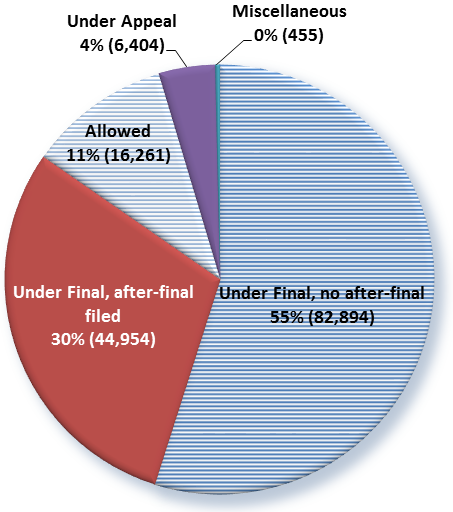 Miscellaneous
0% (455)
Under Appeal
4% (6,404)
Allowed
11% (16,261)
Under Final, after-final
filed
30% (44,954)
Under Final, no after-final
55% (82,894)